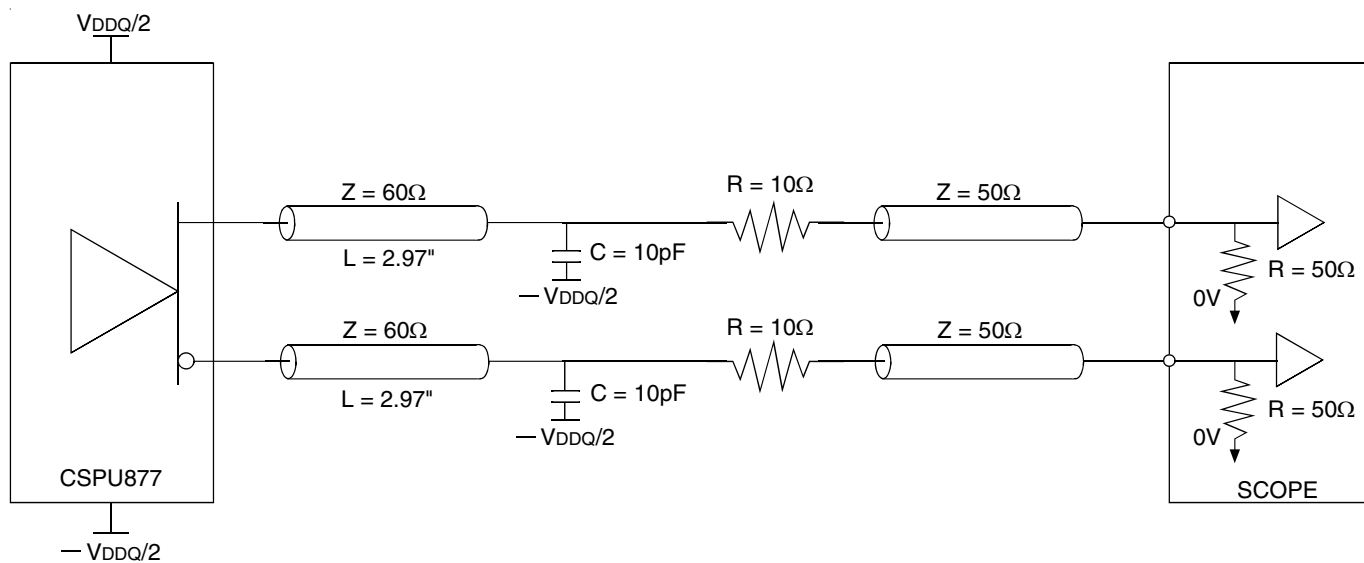 VDDQ/2
Z = 60Ω
R = 10Ω
Z = 50Ω
L = 2.97"
C = 10pF
R = 50Ω
– VDDQ/2
0V
Z = 60Ω
R = 10Ω
Z = 50Ω
L = 2.97"
C = 10pF
R = 50Ω
– VDDQ/2
0V
CSPU877
SCOPE
– VDDQ/2